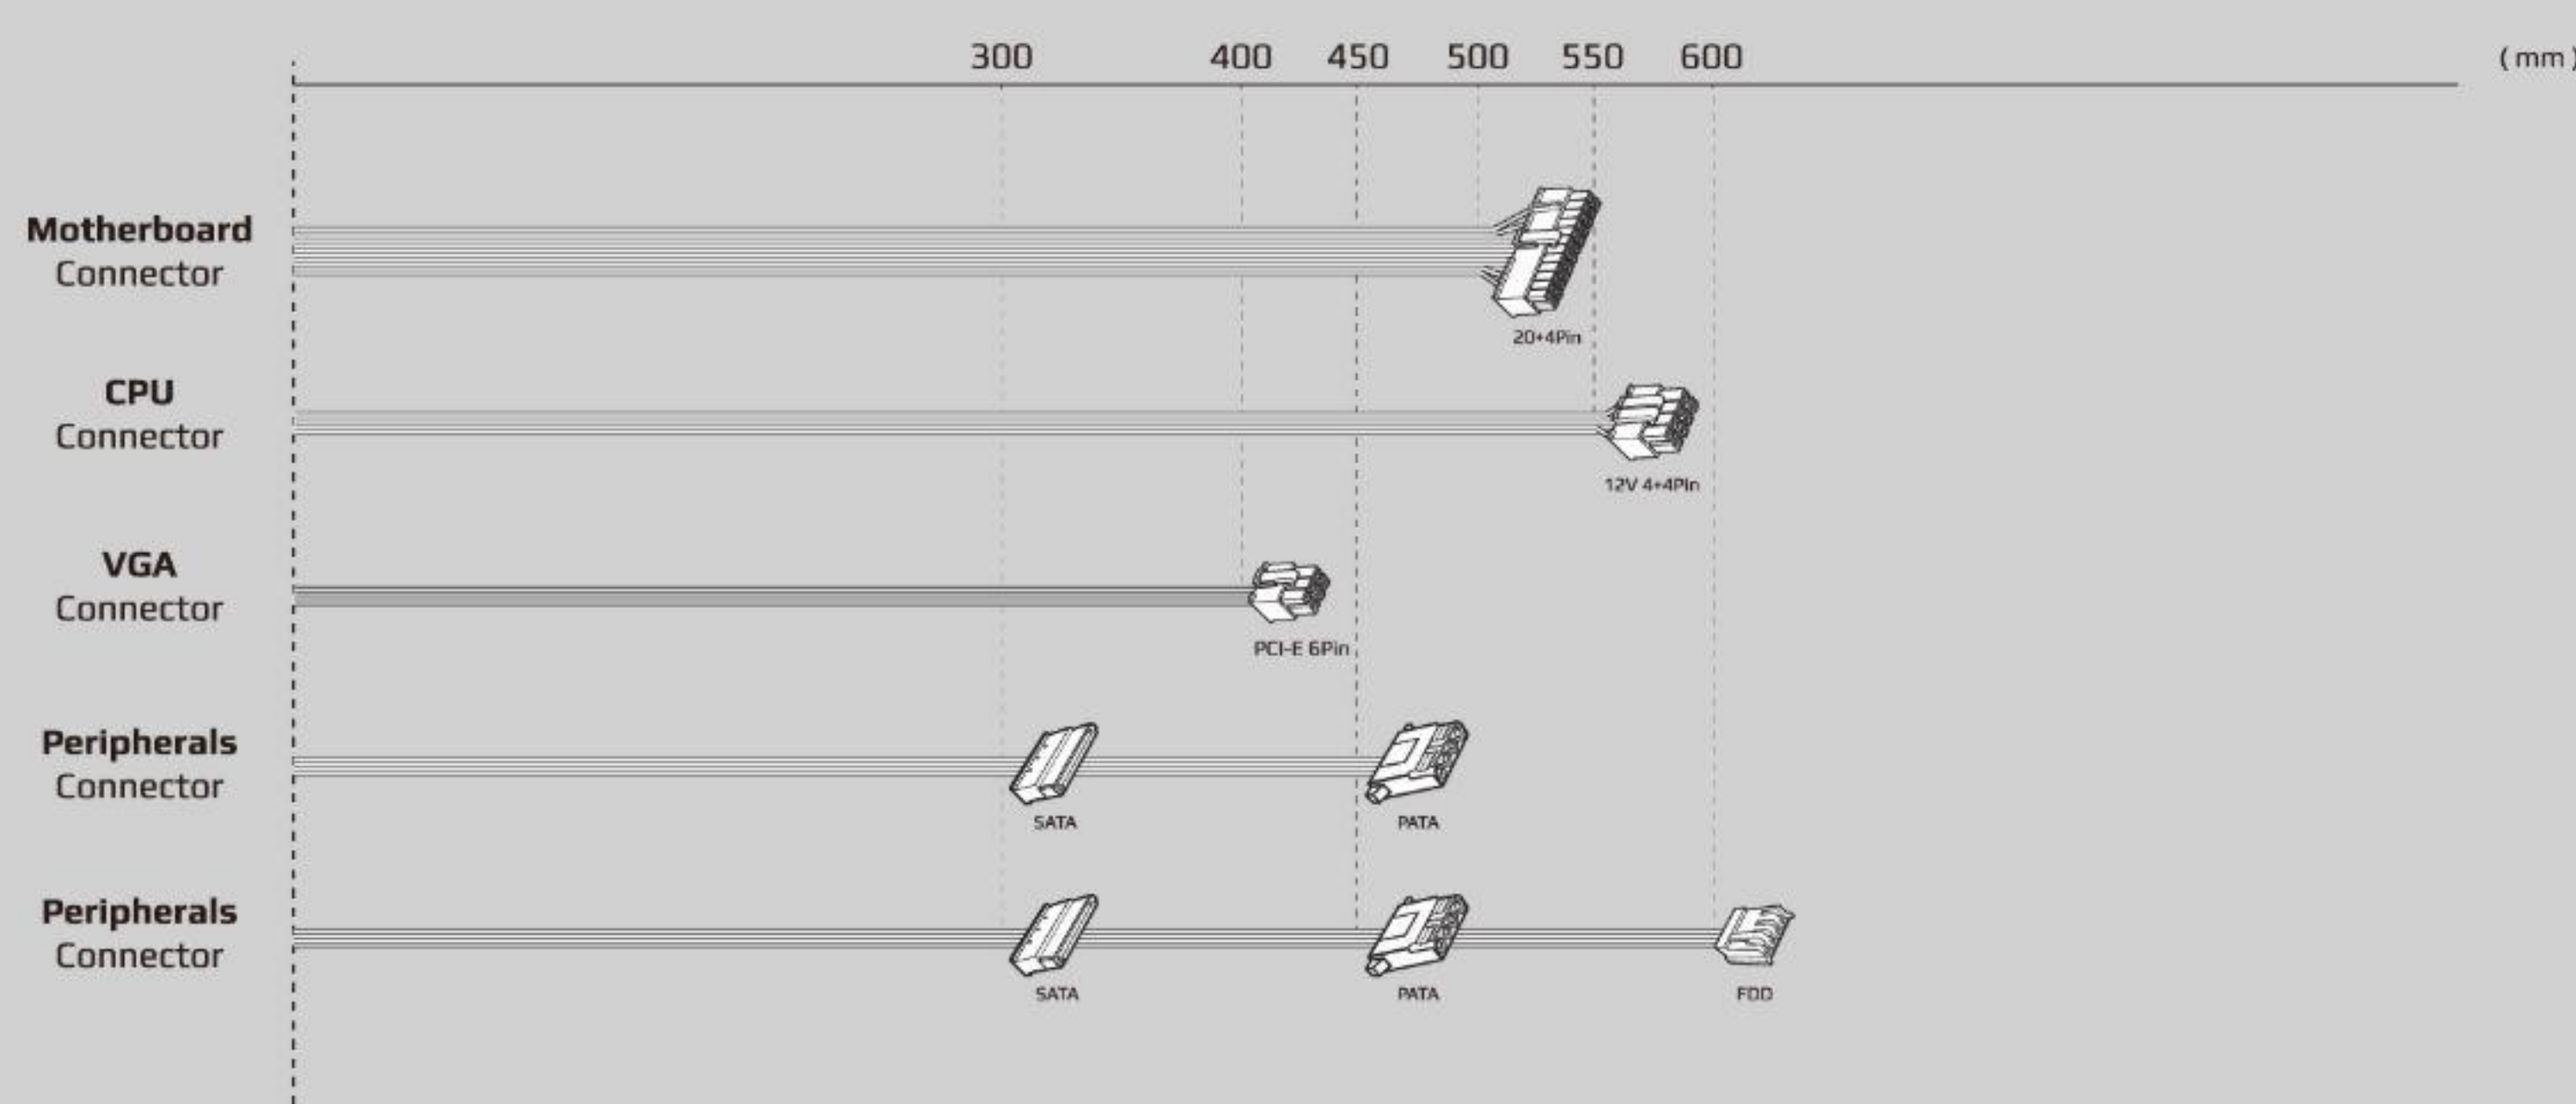 300 400 450 500 550 600 (mm)
Motherboard
Connector
20+4Pin
CPU
Connector
12V 4+4Pin
VGA
Connector
PCI-E 6Pin
Peripherals
Connector
SATA PATA
Peripherals
Connector
SATA PATA FDD